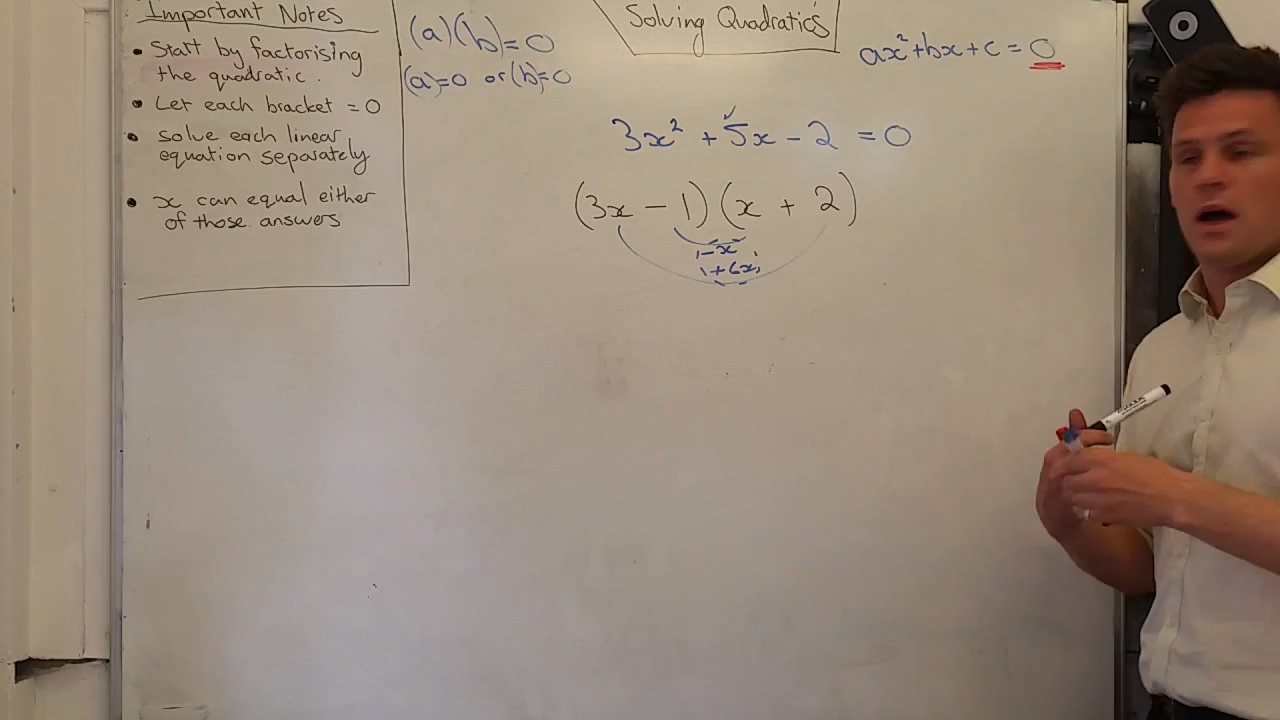 Important Notes
• Start by factorising
the quadratic.
• Let each bracket = 0
• solve each linear
equation separately
• x can equal either
of those answers
(a)(b)=0
(a)=0 or (b)=0
Solving Quadratics
ax²+bx+c=0
3x² + 5x - 2 = 0
(3x - 1)(x + 2)
-x
+6x